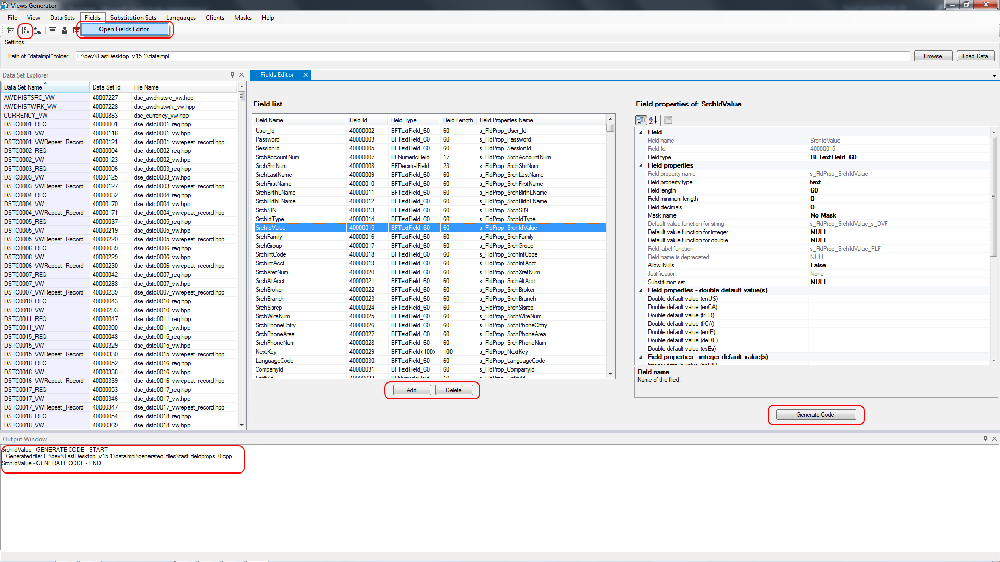 Views Generator
File View Data Sets Fields Substitution Sets Languages Clients Masks Help
Open Fields Editor
Settings
Path of "dataimpl" folder: E:\dev\iFastDesktop_v15.1\dataimpl Browse Load Data
Data Set Explorer
Data Set Name Data Set Id File Name
AWDHISTSRC_VW 40007227 dse_awdhistsrc_vw.hpp
AWDHISTWRK_VW 40007228 dse_awdhistwrk_vw.hpp
CURRENCY_VW 40000883 dse_currency_vw.hpp
DSTC0001_REQ 40000001 dse_dstc0001_req.hpp
DSTC0001_VW 40000116 dse_dstc0001_vw.hpp
DSTC0001_VWRepeat_Record 40000121 dse_dstc0001_vwrepeat_record.hpp
DSTC0002_REQ 40000004 dse_dstc0002_req.hpp
DSTC0002_VW 40000123 dse_dstc0002_vw.hpp
DSTC0003_REQ 40000006 dse_dstc0003_req.hpp
DSTC0003_VW 40000125 dse_dstc0003_vw.hpp
DSTC0003_VWRepeat_Record 40000127 dse_dstc0003_vwrepeat_record.hpp
DSTC0004_REQ 40000032 dse_dstc0004_req.hpp
DSTC0004_VW 40000170 dse_dstc0004_vw.hpp
DSTC0004_VWRepeat_Record 40000171 dse_dstc0004_vwrepeat_record.hpp
DSTC0005_REQ 40000037 dse_dstc0005_req.hpp
DSTC0005_VW 40000219 dse_dstc0005_vw.hpp
DSTC0005_VWRepeat_Record 40000220 dse_dstc0005_vwrepeat_record.hpp
DSTC0006_REQ 40000039 dse_dstc0006_req.hpp
DSTC0006_VW 40000229 dse_dstc0006_vw.hpp
DSTC0006_VWRepeat_Record 40000230 dse_dstc0006_vwrepeat_record.hpp
DSTC0007_REQ 40000042 dse_dstc0007_req.hpp
DSTC0007_VW 40000288 dse_dstc0007_vw.hpp
DSTC0007_VWRepeat_Record 40000289 dse_dstc0007_vwrepeat_record.hpp
DSTC0010_REQ 40000043 dse_dstc0010_req.hpp
DSTC0010_VW 40000293 dse_dstc0010_vw.hpp
DSTC0011_REQ 40000047 dse_dstc0011_req.hpp
DSTC0011_VW 40000300 dse_dstc0011_vw.hpp
DSTC0015_REQ 40000048 dse_dstc0015_req.hpp
DSTC0015_VW 40000329 dse_dstc0015_vw.hpp
DSTC0015_VWRepeat_Record 40000330 dse_dstc0015_vwrepeat_record.hpp
DSTC0016_REQ 40000052 dse_dstc0016_req.hpp
DSTC0016_VW 40000338 dse_dstc0016_vw.hpp
DSTC0016_VWRepeat_Record 40000339 dse_dstc0016_vwrepeat_record.hpp
DSTC0017_REQ 40000053 dse_dstc0017_req.hpp
DSTC0017_VW 40000346 dse_dstc0017_vw.hpp
DSTC0017_VWRepeat_Record 40000347 dse_dstc0017_vwrepeat_record.hpp
DSTC0018_REQ 40000054 dse_dstc0018_req.hpp
DSTC0018_VW 40000369 dse_dstc0018_vw.hpp
Fields Editor
Field list
Field Name Field Id Field Type Field Length Field Properties Name
User_Id 40000002 BFTextField_60 60 s_FldProp_User_Id
Password 40000003 BFTextField_60 60 s_FldProp_Password
SessionId 40000005 BFTextField_60 60 s_FldProp_SessionId
SrchAccountNum 40000007 BFNumericField 17 s_FldProp_SrchAccountNum
SrchShrNum 40000008 BFDecimalField 23 s_FldProp_SrchShrNum
SrchLastName 40000009 BFTextField_60 60 s_FldProp_SrchLastName
SrchFirstName 40000010 BFTextField_60 60 s_FldProp_SrchFirstName
SrchBirthLName 40000011 BFTextField_60 60 s_FldProp_SrchBirthLName
SrchBirthFName 40000012 BFTextField_60 60 s_FldProp_SrchBirthFName
SrchSIN 40000013 BFTextField_60 60 s_FldProp_SrchSIN
SrchIdType 40000014 BFTextField_60 60 s_FldProp_SrchIdType
SrchIdValue 40000015 BFTextField_60 60 s_FldProp_SrchIdValue
SrchFamily 40000016 BFTextField_60 60 s_FldProp_SrchFamily
SrchGroup 40000017 BFTextField_60 60 s_FldProp_SrchGroup
SrchIntCode 40000018 BFTextField_60 60 s_FldProp_SrchIntCode
SrchIntAcct 40000019 BFTextField_60 60 s_FldProp_SrchIntAcct
SrchXrefNum 40000020 BFTextField_60 60 s_FldProp_SrchXrefNum
SrchAltAcct 40000021 BFTextField_60 60 s_FldProp_SrchAltAcct
SrchBroker 40000022 BFTextField_60 60 s_FldProp_SrchBroker
SrchBranch 40000023 BFTextField_60 60 s_FldProp_SrchBranch
SrchSlsrep 40000024 BFTextField_60 60 s_FldProp_SrchSlsrep
SrchWireNum 40000025 BFTextField_60 60 s_FldProp_SrchWireNum
SrchPhoneCntry 40000026 BFTextField_60 60 s_FldProp_SrchPhoneCntry
SrchPhoneArea 40000027 BFTextField_60 60 s_FldProp_SrchPhoneArea
SrchPhoneNum 40000028 BFTextField_60 60 s_FldProp_SrchPhoneNum
NextKey 40000029 BFTextField<100> 100 s_FldProp_NextKey
LanguageCode 40000030 BFTextField_60 60 s_FldProp_LanguageCode
CompanyId 40000031 BFTextField_60 60 s_FldProp_CompanyId
EntityId 40000032 BFNumericField 10 s_FldProp_EntityId
Add Delete
Field properties of: SrchIdValue
Field
Field name SrchIdValue
Field Id 40000015
Field type BFTextField_60
Field properties
Field property name s_FldProp_SrchIdValue
Field property type text
Field length 60
Field minimum length 0
Field decimals 0
Mask name No Mask
Default value function for string s_FldProp_SrchIdValue_s_DVF
Default value function for integer NULL
Default value function for double NULL
Field label function s_FldProp_SrchIdValue_FLF
Field name is deprecated NULL
Allow Nulls False
Justification None
Substitution set NULL
Field properties - double default value(s)
Double default value (enUS)
Double default value (enCA)
Double default value (frFR)
Double default value (frCA)
Double default value (enIE)
Double default value (deDE)
Double default value (esEs)
Field properties - integer default value(s)
Integer default value (enUS)
Field name
Name of the filed.
Generate Code
Output Window
SrchIdValue - GENERATE CODE - START
Generated file: E:\dev\iFastDesktop_v15.1\dataimpl\generated_files\ifast_fieldprops_0.cpp
SrchIdValue - GENERATE CODE - END